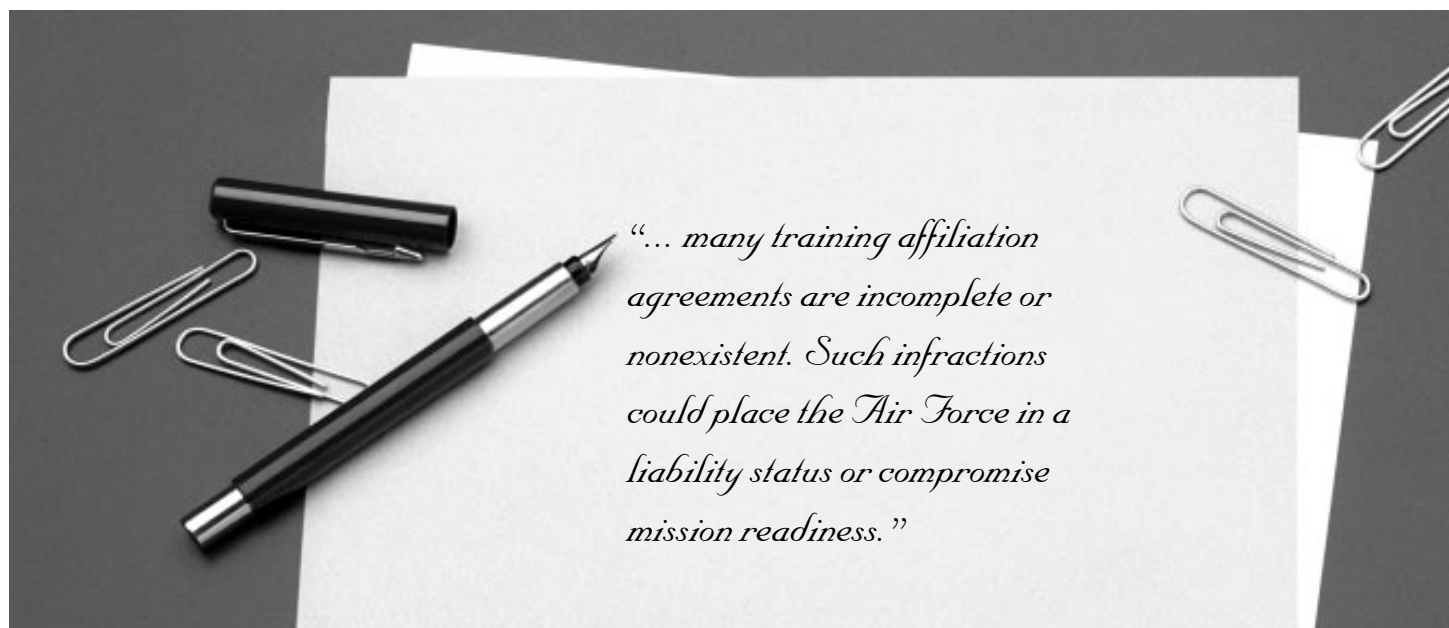 “... many training affiliation
agreements are incomplete or
nonexistent. Such infractions
could place the Air Force in a
liability status or compromise
mission readiness.”